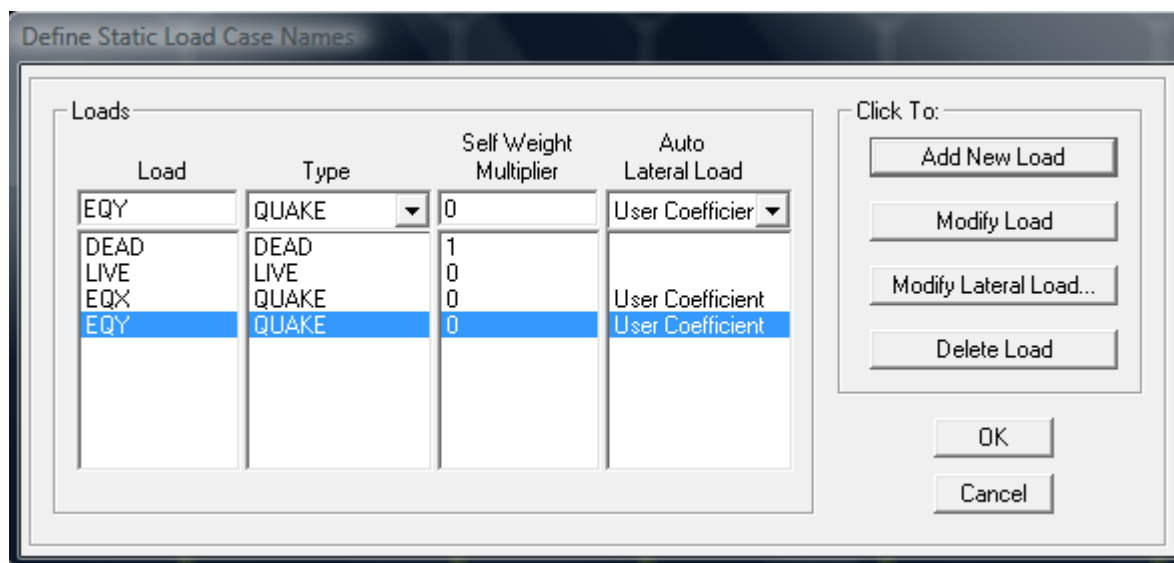 Define Static Load Case Names
Loads
Load Type Self Weight Multiplier Auto Lateral Load
EQY QUAKE 0 User Coefficier
DEAD DEAD 1
LIVE LIVE 0
EQX QUAKE 0 User Coefficient
EQY QUAKE 0 User Coefficient
Click To:
Add New Load
Modify Load
Modify Lateral Load...
Delete Load
OK
Cancel